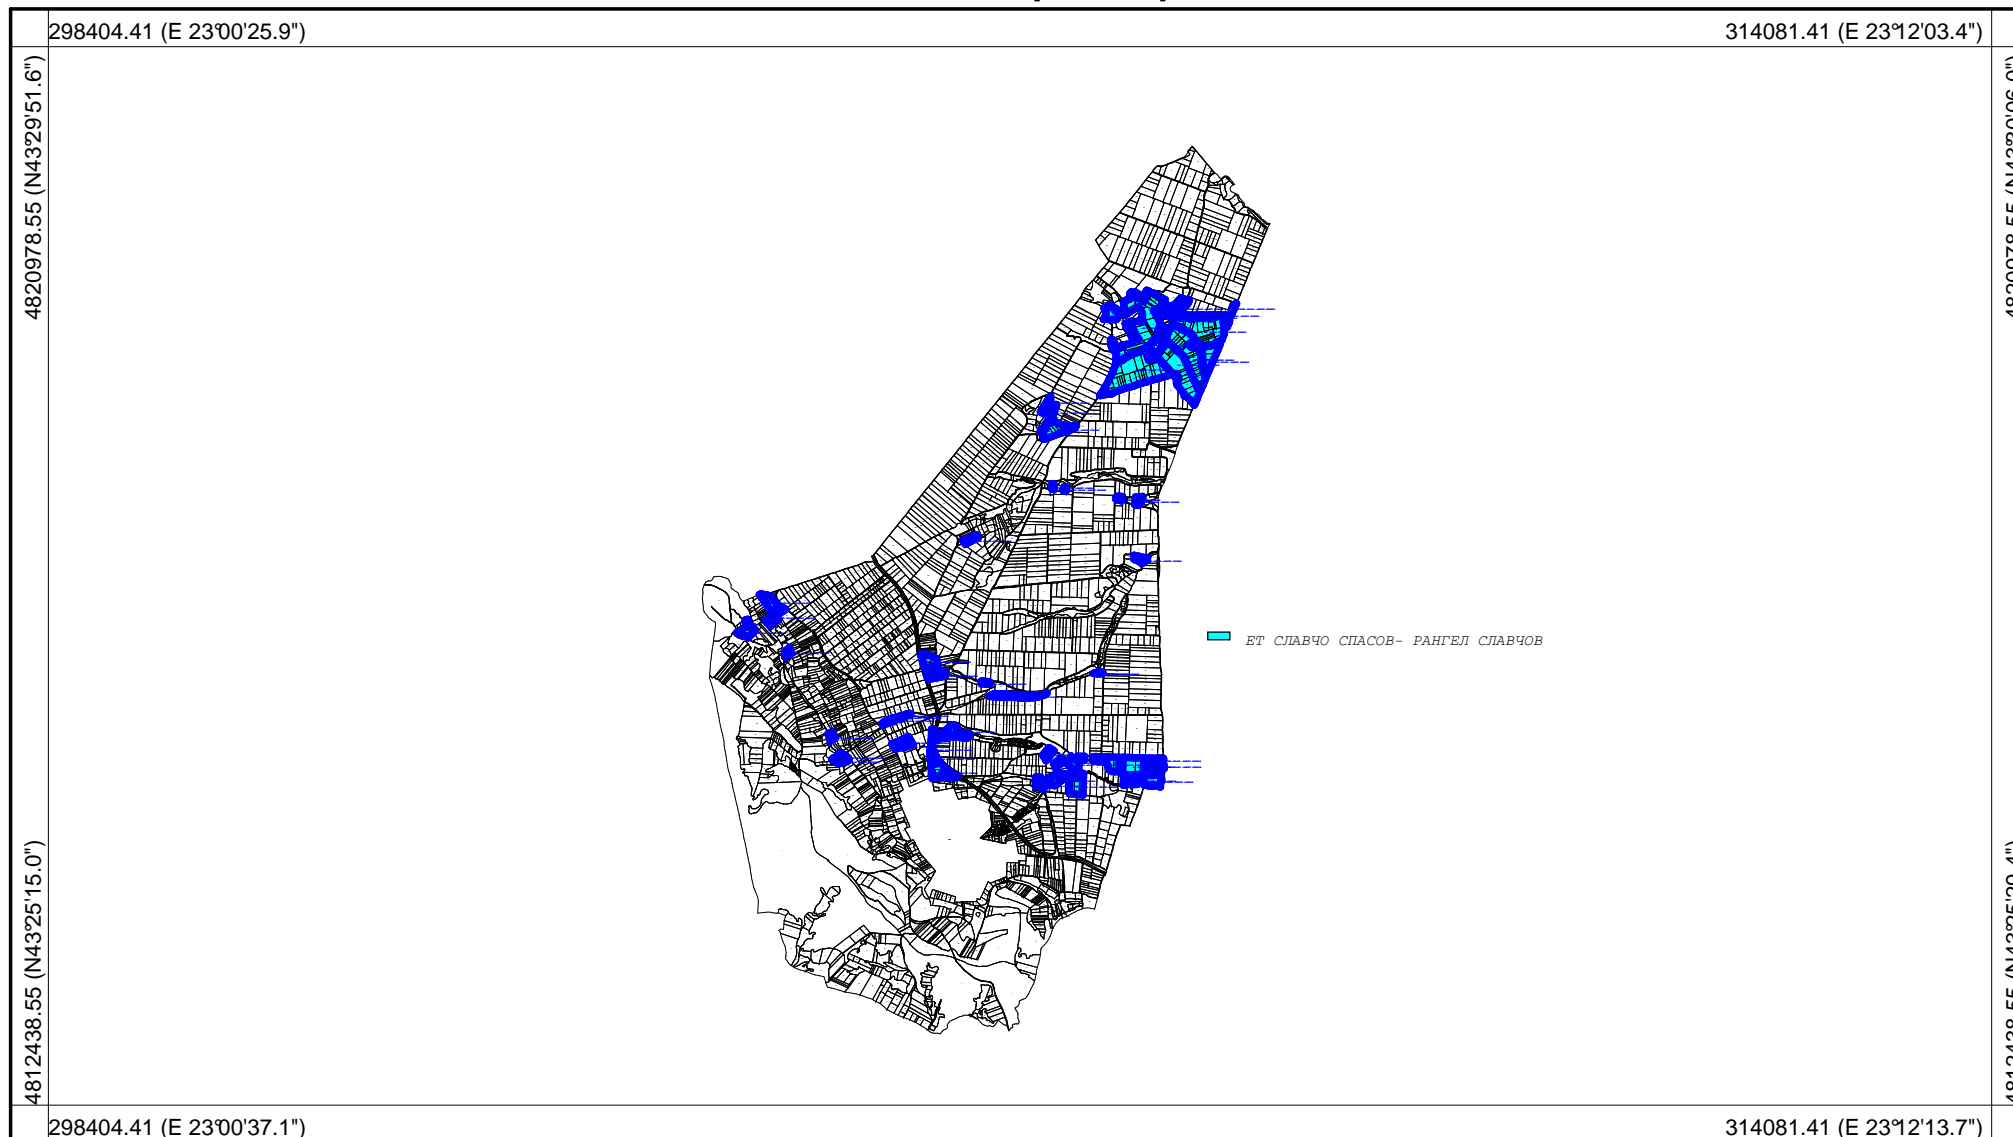 298404.41 (E 23°00'25.9")
314081.41 (E 23°12'03.4")
4820978.55 (N43°29'51.6")
ЕТ СЛАВЧО СПАСОВ- РАНГЕЛ СЛАВЧОВ
4812438.55 (N43°25'15.0")
298404.41 (E 23°00'37.1")
314081.41 (E 23°12'13.7")